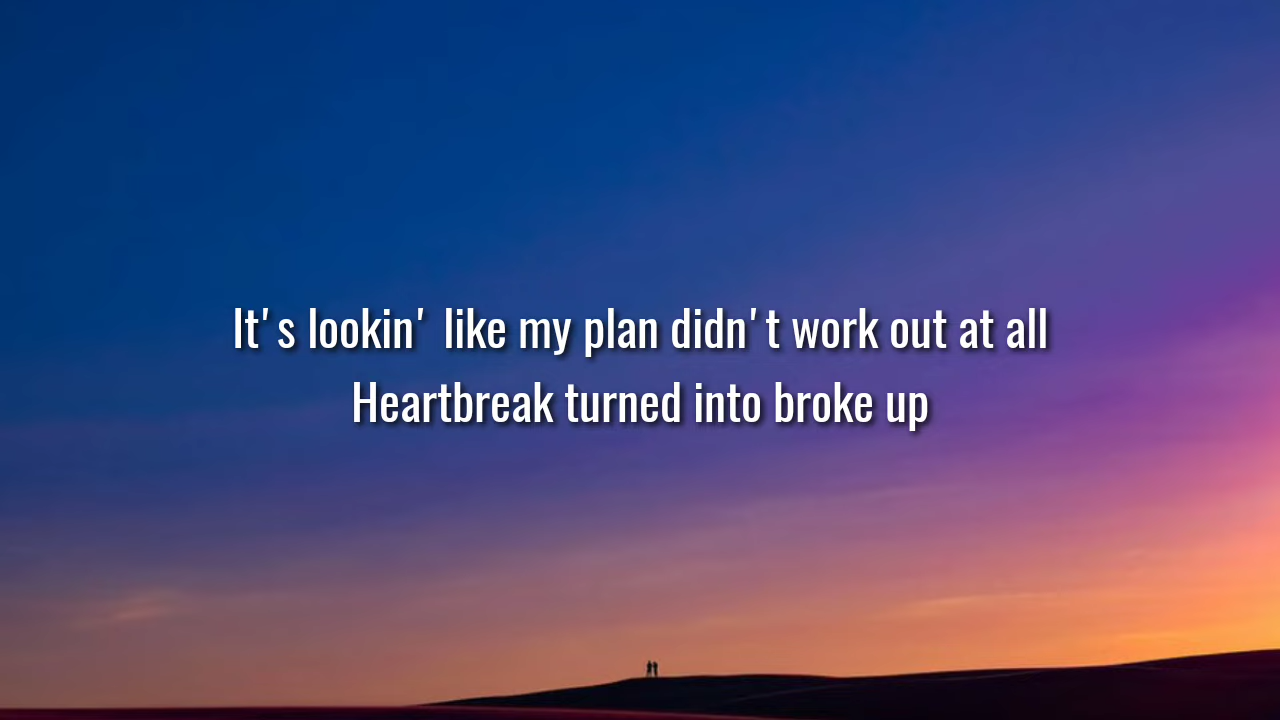 It's lookin' like my plan didn't work out at all
Heartbreak turned into broke up